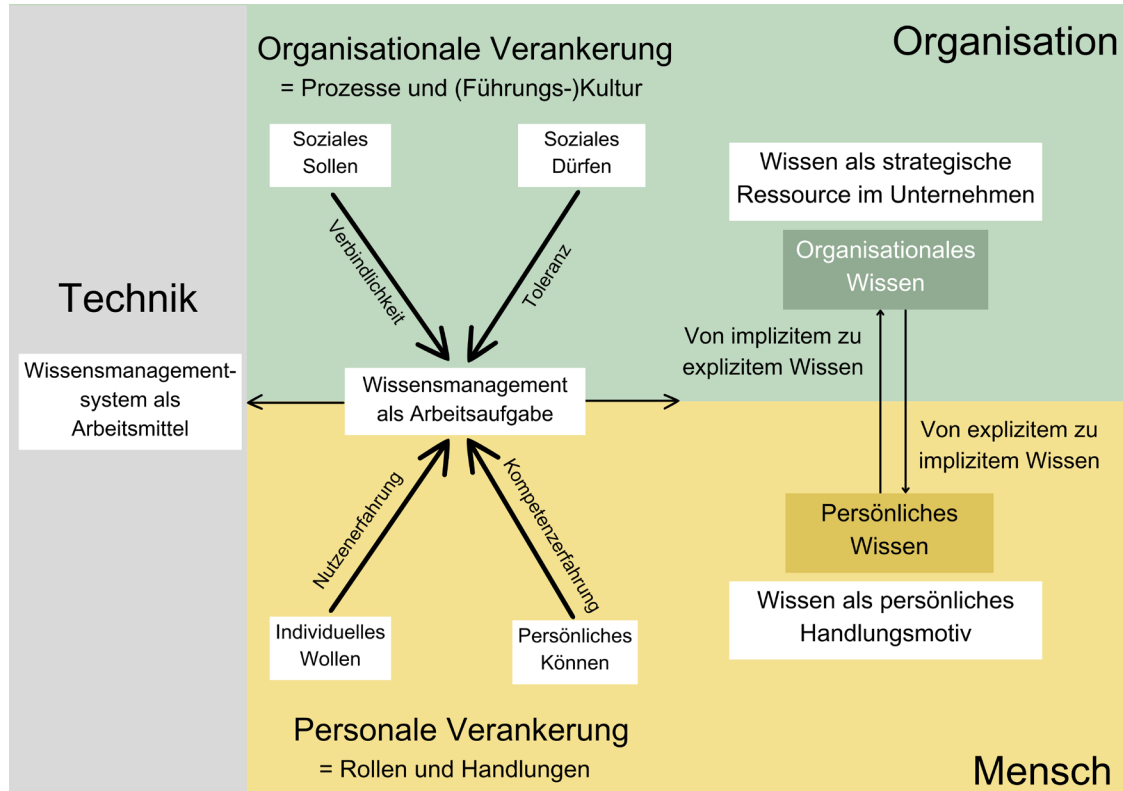 Organisation
Organisationale Verankerung
= Prozesse und (Führungs-)Kultur
Soziales
Sollen
Soziales
Dürfen
Verbindlichkeit
Toleranz
Wissen als strategische
Ressource im Unternehmen
Organisationales
Wissen
Von implizitem zu
explizitem Wissen
Technik
Wissensmanagement-
system als
Arbeitsmittel
Wissensmanagement
als Arbeitsaufgabe
Von explizitem zu
implizitem Wissen
Nutzenerfahrung
Kompetenzerfahrung
Individuelles
Wollen
Persönliches
Können
Persönliches
Wissen
Wissen als persönliches
Handlungsmotiv
Personale Verankerung
= Rollen und Handlungen
Mensch